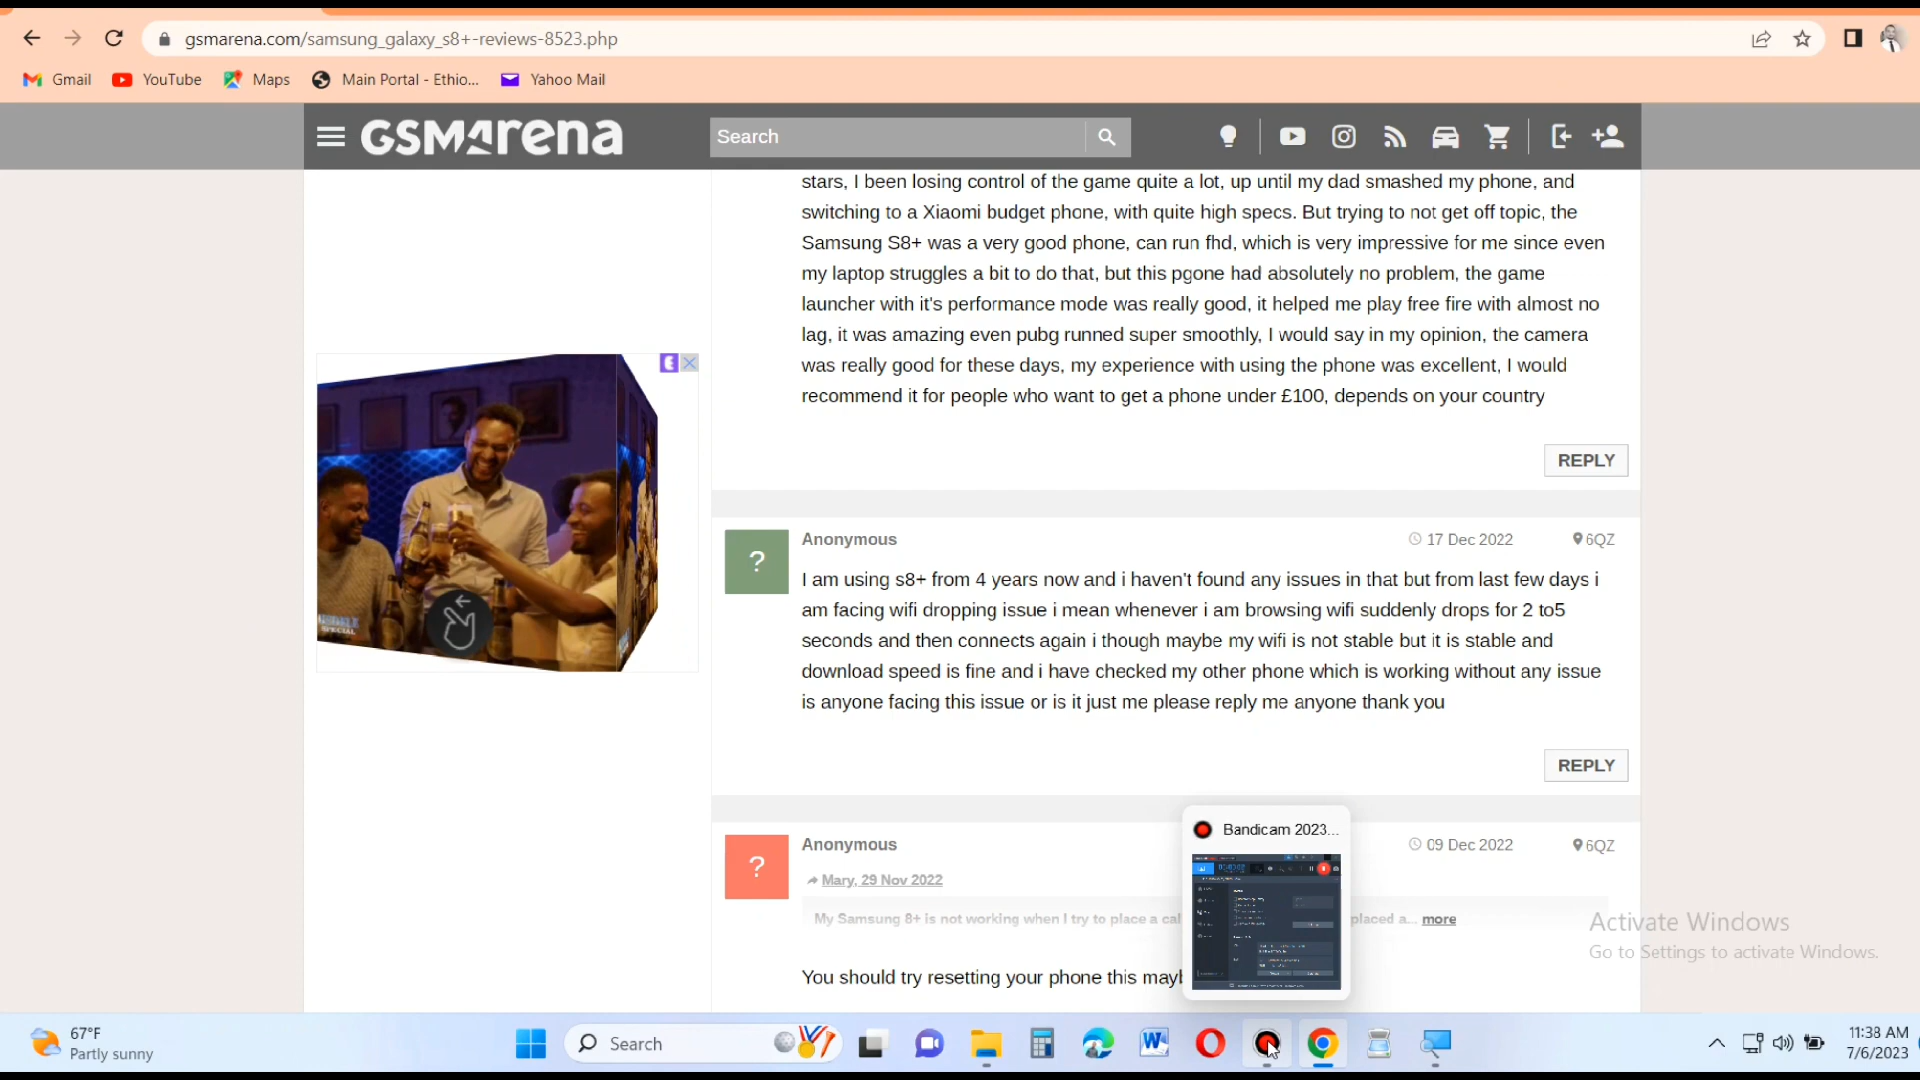 gsmarena.com/samsung_galaxy_s8+-reviews-8523.php
Gmail YouTube Maps Main Portal - Ethio... Yahoo Mail
GSMArena Search
stars, I been losing control of the game quite a lot, up until my dad smashed my phone, and
switching to a Xiaomi budget phone, with quite high specs. But trying to not get off topic, the
Samsung S8+ was a very good phone, can run fhd, which is very impressive for me since even
my laptop struggles a bit to do that, but this pgone had absolutely no problem, the game
launcher with it's performance mode was really good, it helped me play free fire with almost no
lag, it was amazing even pubg runned super smoothly, I would say in my opinion, the camera
was really good for these days, my experience with using the phone was excellent, I would
recommend it for people who want to get a phone under £100, depends on your country
REPLY
SPECIAL
? Anonymous 17 Dec 2022 6QZ
I am using s8+ from 4 years now and i haven't found any issues in that but from last few days i
am facing wifi dropping issue i mean whenever i am browsing wifi suddenly drops for 2 to5
seconds and then connects again i though maybe my wifi is not stable but it is stable and
download speed is fine and i have checked my other phone which is working without any issue
is anyone facing this issue or is it just me please reply me anyone thank you
REPLY
Bandicam 2023...
? Anonymous 09 Dec 2022 6QZ
Mary, 29 Nov 2022
My Samsung 8+ is not working when I try to place a cal placed a... more
You should try resetting your phone this mayb
Activate Windows
Go to Settings to activate Windows.
67°F
Partly sunny
Search
11:38 AM
7/6/2023